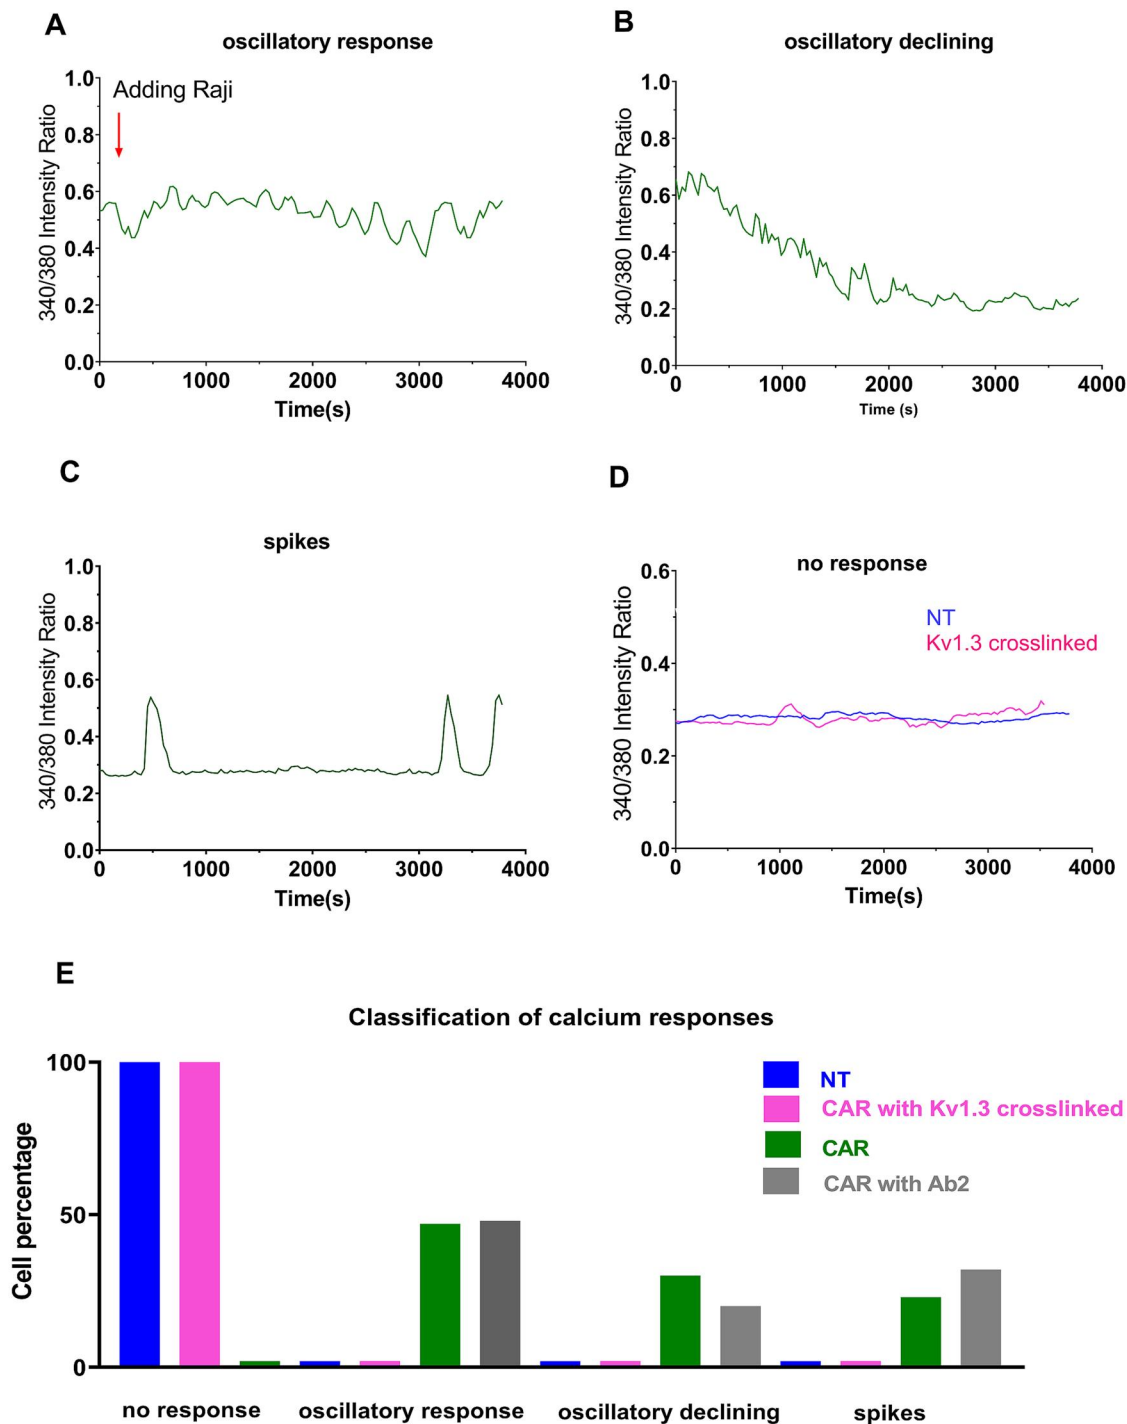 A
oscillatory response
340/380 Intensity Ratio
1.0
0.8
0.6
0.4
0.2
0.0
Adding Raji
0 1000 2000 3000 4000
Time(s)
B
oscillatory declining
340/380 Intensity Ratio
1.0
0.8
0.6
0.4
0.2
0.0
0 1000 2000 3000 4000
Time (s)
C
spikes
340/380 Intensity Ratio
1.0
0.8
0.6
0.4
0.2
0.0
0 1000 2000 3000 4000
Time(s)
D
no response
340/380 Intensity Ratio
0.6
0.4
0.2
0.0
NT
Kv1.3 crosslinked
0 1000 2000 3000 4000
Time(s)
E
Classification of calcium responses
Cell percentage
100
50
0
NT
CAR with Kv1.3 crosslinked
CAR
CAR with Ab2
no response oscillatory response oscillatory declining spikes